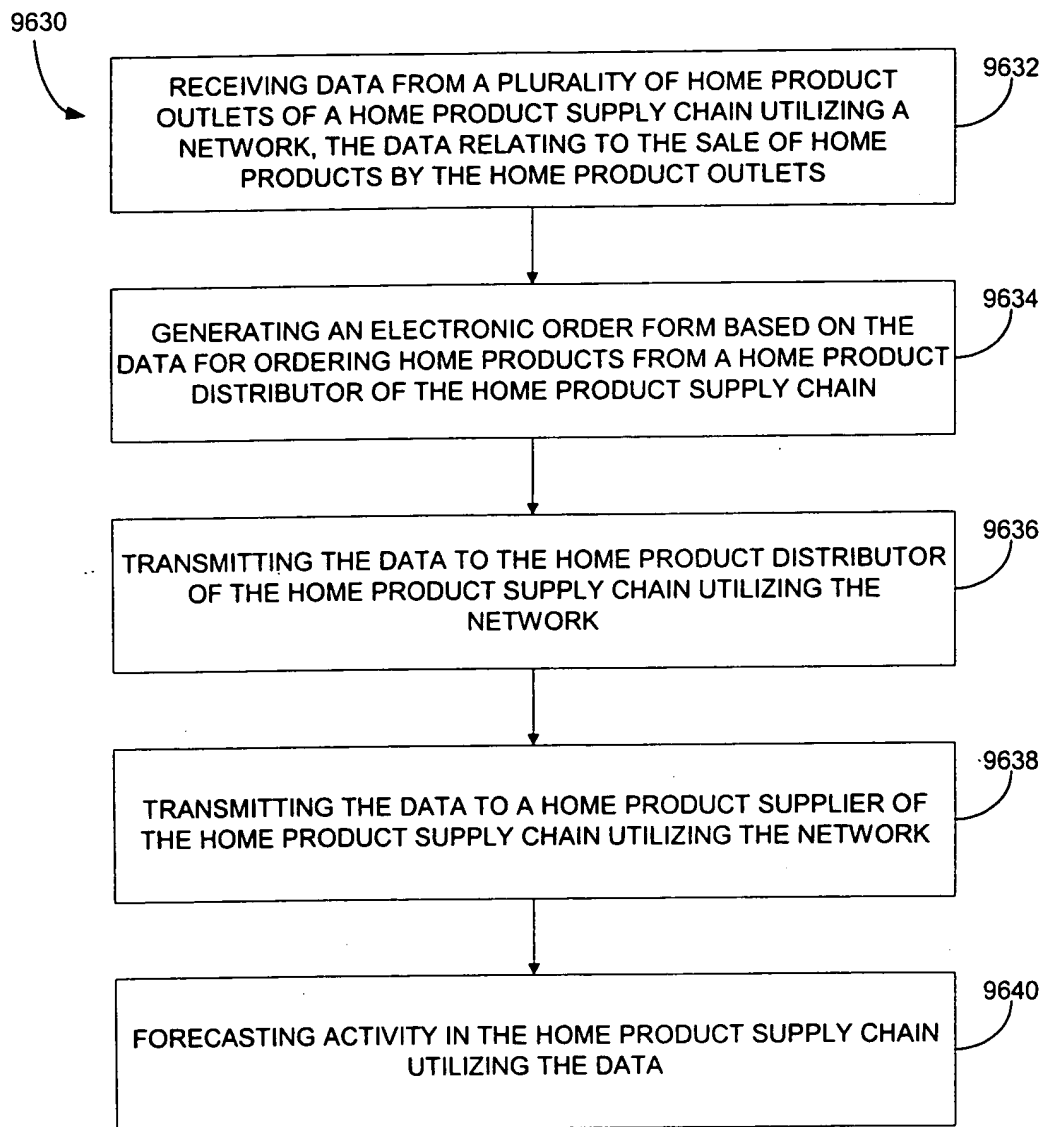 9630
RECEIVING DATA FROM A PLURALITY OF HOME PRODUCT
OUTLETS OF A HOME PRODUCT SUPPLY CHAIN UTILIZING A
NETWORK, THE DATA RELATING TO THE SALE OF HOME
PRODUCTS BY THE HOME PRODUCT OUTLETS
9632
GENERATING AN ELECTRONIC ORDER FORM BASED ON THE
DATA FOR ORDERING HOME PRODUCTS FROM A HOME PRODUCT
DISTRIBUTOR OF THE HOME PRODUCT SUPPLY CHAIN
9634
TRANSMITTING THE DATA TO THE HOME PRODUCT DISTRIBUTOR
OF THE HOME PRODUCT SUPPLY CHAIN UTILIZING THE
NETWORK
9636
TRANSMITTING THE DATA TO A HOME PRODUCT SUPPLIER OF
THE HOME PRODUCT SUPPLY CHAIN UTILIZING THE NETWORK
9638
FORECASTING ACTIVITY IN THE HOME PRODUCT SUPPLY CHAIN
UTILIZING THE DATA
9640